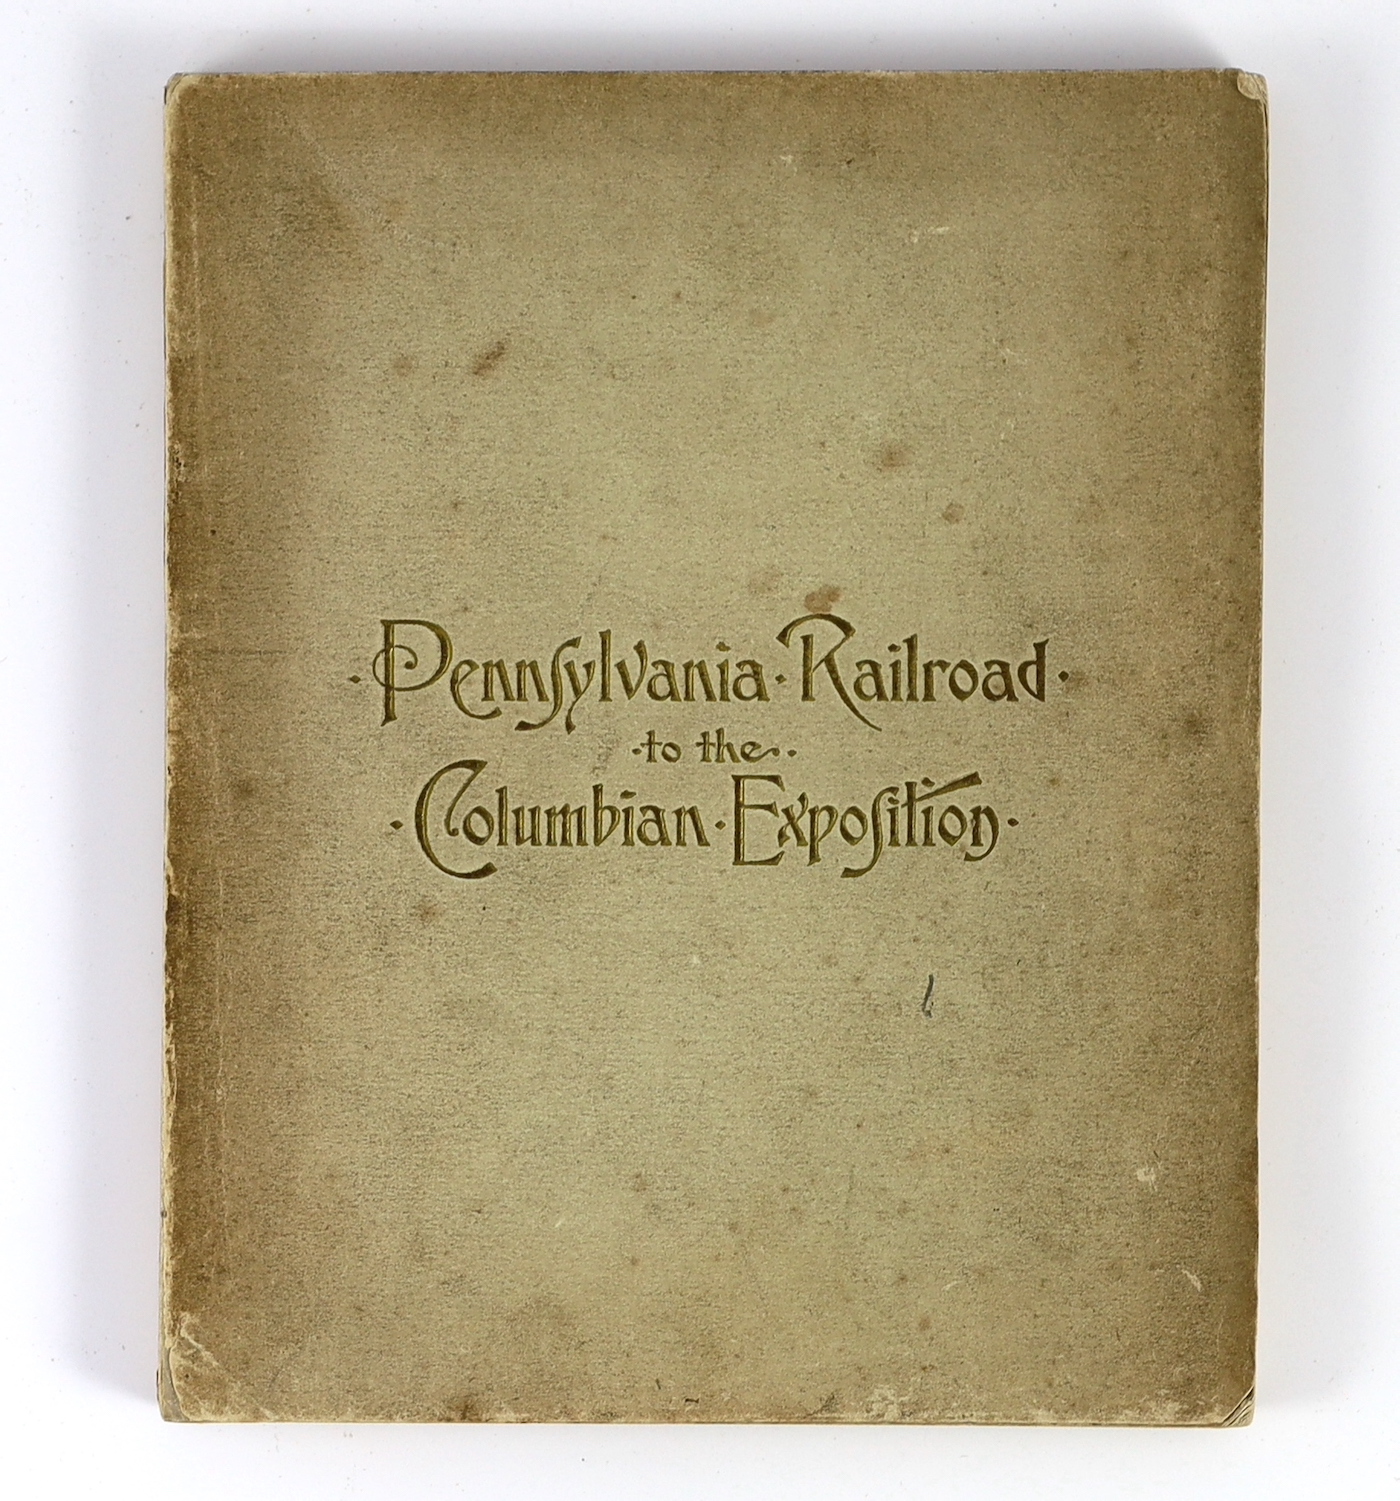 ·Pennſylvania·Railroad·
·to the·
·Columbian·Expoſition·